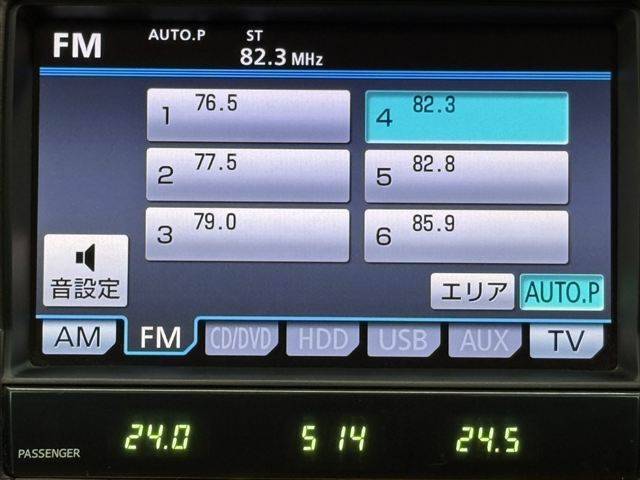 FM AUTO.P ST
82.3 MHz
1 76.5 4 82.3
2 77.5 5 82.8
3 79.0 6 85.9
音設定 エリア AUTO.P
AM FM CD/DVD HDD USB AUX TV
PASSENGER 24.0 5 14 24.5